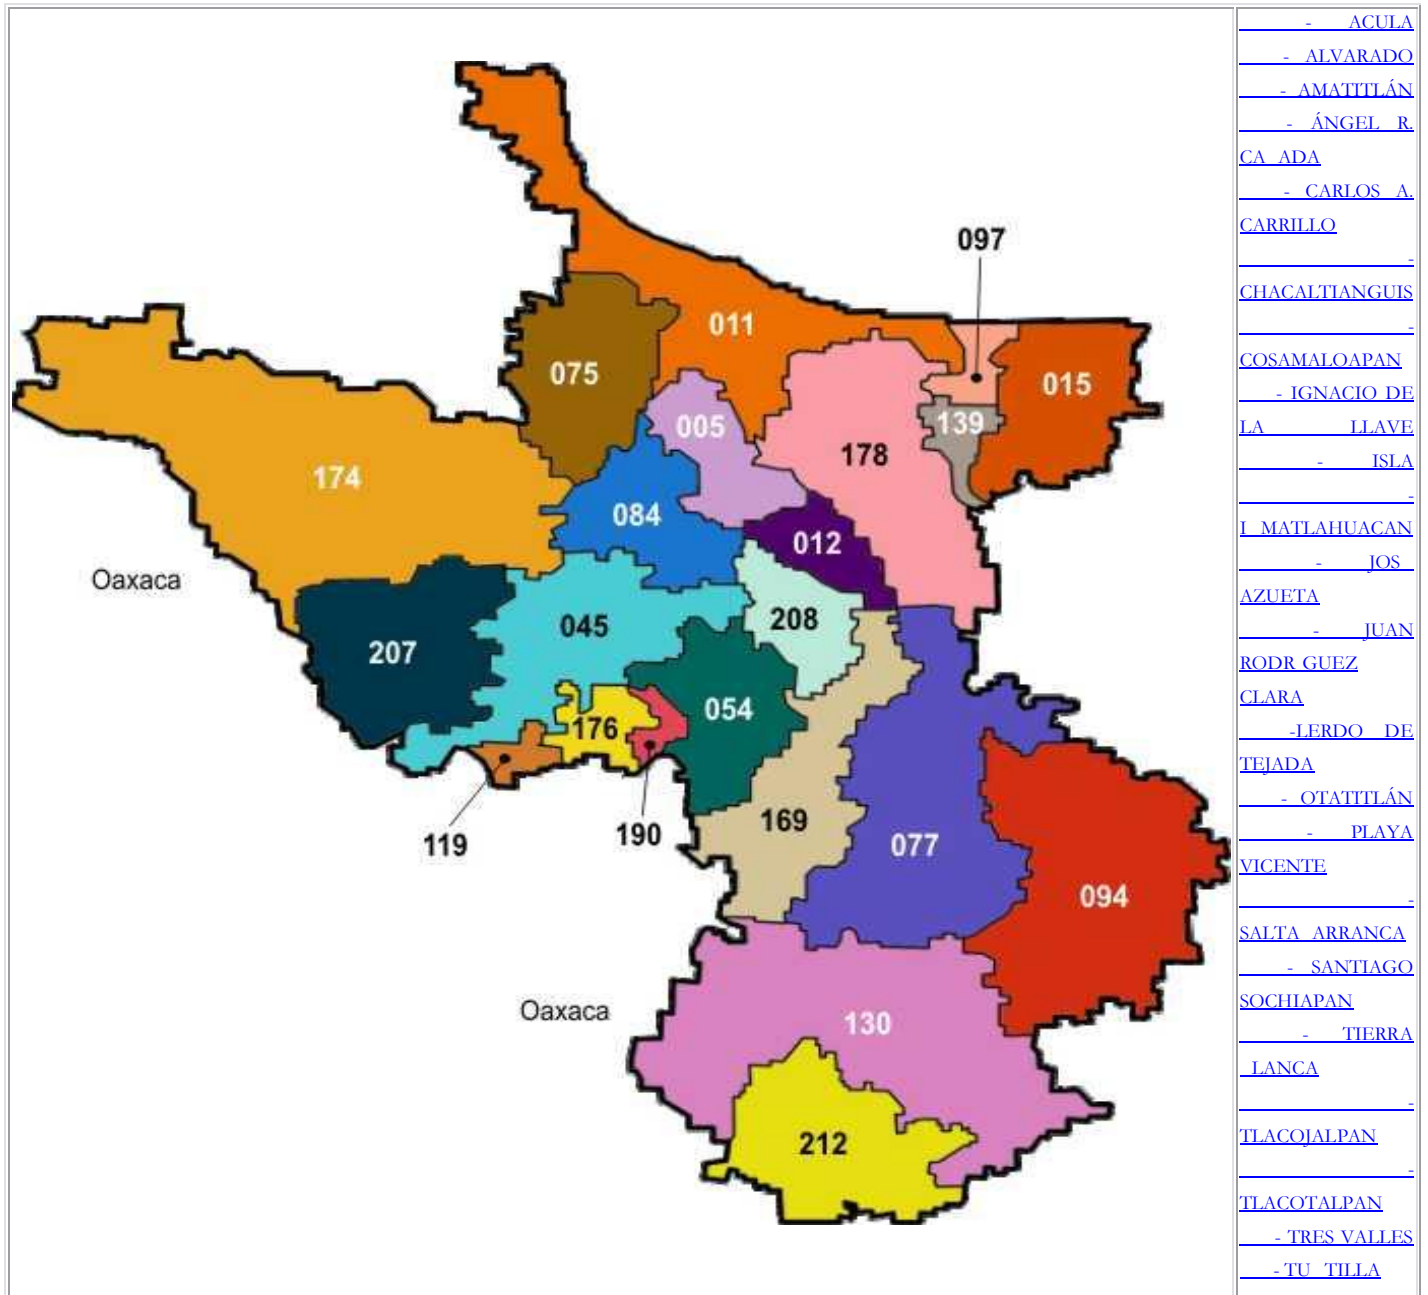 097
011
075
015
005
139
178
174
084
012
Oaxaca
045
208
207
054
176
169
190
119
077
094
Oaxaca
130
212
- ACULA
- ALVARADO
- AMATITLÁN
- ÁNGEL R.
CA ADA
- CARLOS A.
CARRILLO
-
CHACALTIANGUIS
-
COSAMALOAPAN
- IGNACIO DE
LA LLAVE
- ISLA
-
I MATLAHUACAN
- JOS
AZUETA
- JUAN
RODR GUEZ
CLARA
-LERDO DE
TEJADA
- OTATITLÁN
- PLAYA
VICENTE
-
SALTA ARRANCA
- SANTIAGO
SOCHIAPAN
- TIERRA
LANCA
-
TLACOJALPAN
-
TLACOTALPAN
- TRES VALLES
- TU TILLA